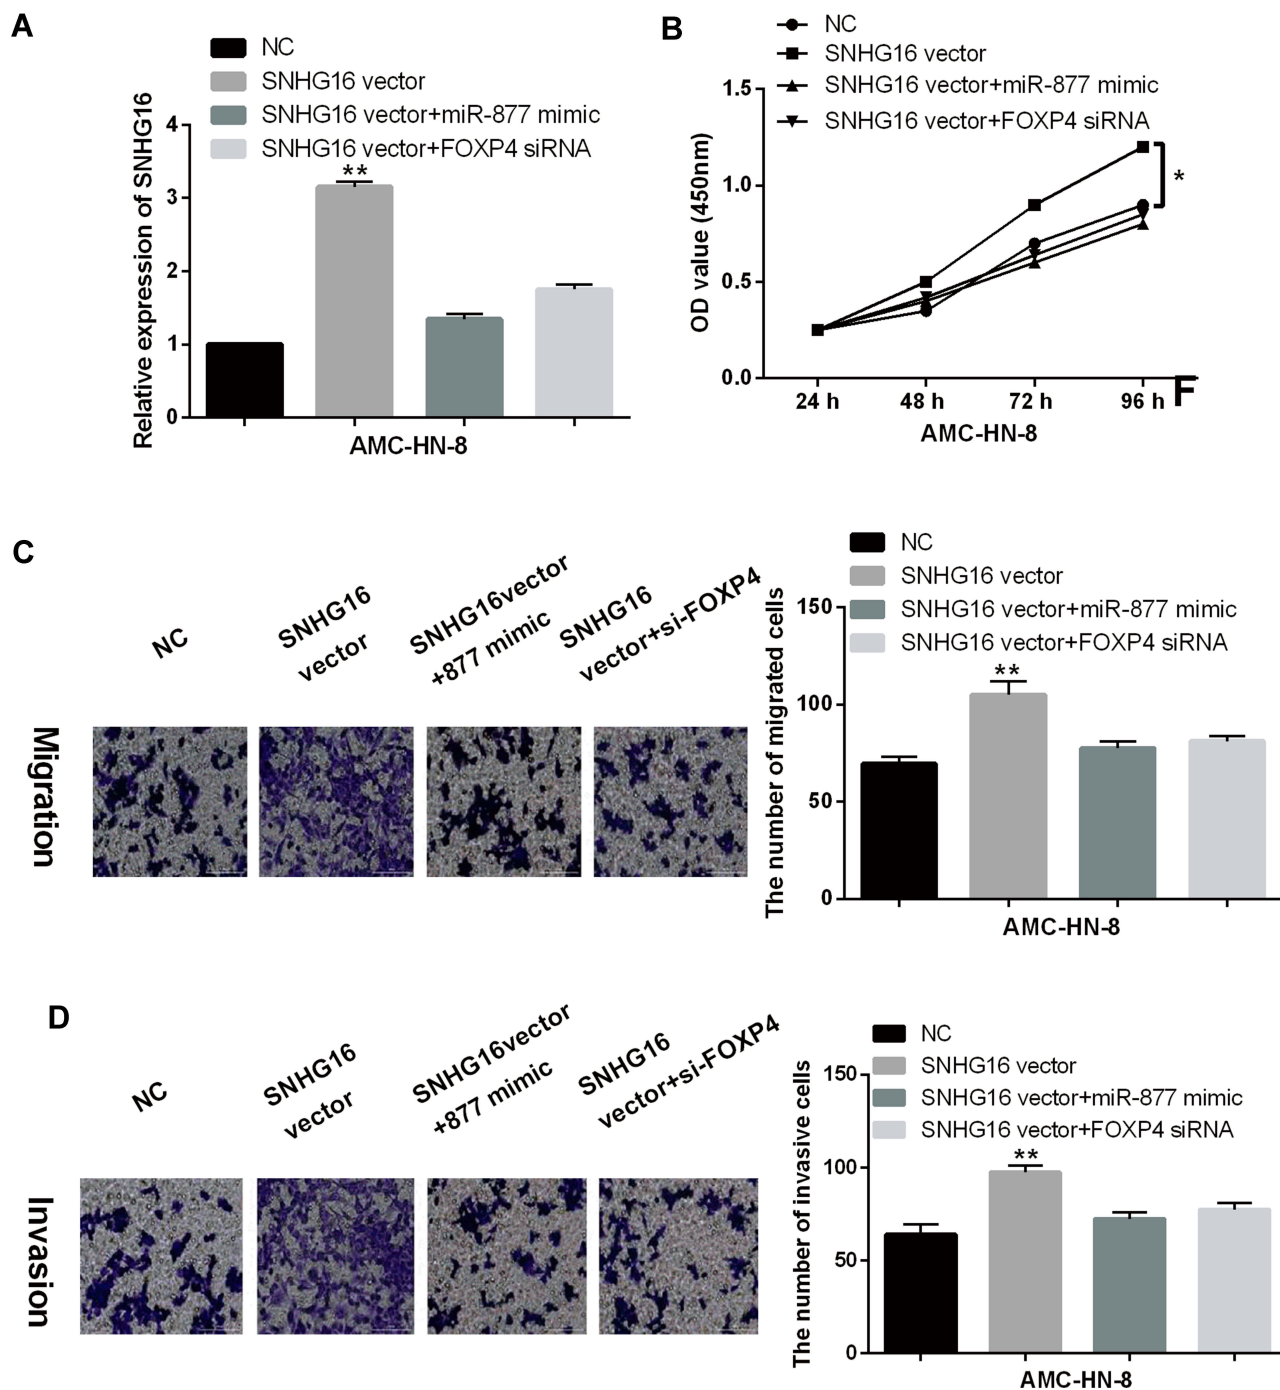 A
NC
SNHG16 vector
SNHG16 vector+miR-877 mimic
SNHG16 vector+FOXP4 siRNA
Relative expression of SNHG16
4
3
2
1
0
**
AMC-HN-8
B
NC
SNHG16 vector
SNHG16 vector+miR-877 mimic
SNHG16 vector+FOXP4 siRNA
OD value (450nm)
1.5
1.0
0.5
0.0
*
24 h 48 h 72 h 96 h
F
AMC-HN-8
C
NC
SNHG16
vector
SNHG16vector
+877 mimic
SNHG16
vector+si-FOXP4
Migration
NC
SNHG16 vector
SNHG16 vector+miR-877 mimic
SNHG16 vector+FOXP4 siRNA
The number of migrated cells
150
100
50
0
**
AMC-HN-8
D
NC
SNHG16
vector
SNHG16vector
+877 mimic
SNHG16
vector+si-FOXP4
Invasion
NC
SNHG16 vector
SNHG16 vector+miR-877 mimic
SNHG16 vector+FOXP4 siRNA
The number of invasive cells
150
100
50
0
**
AMC-HN-8